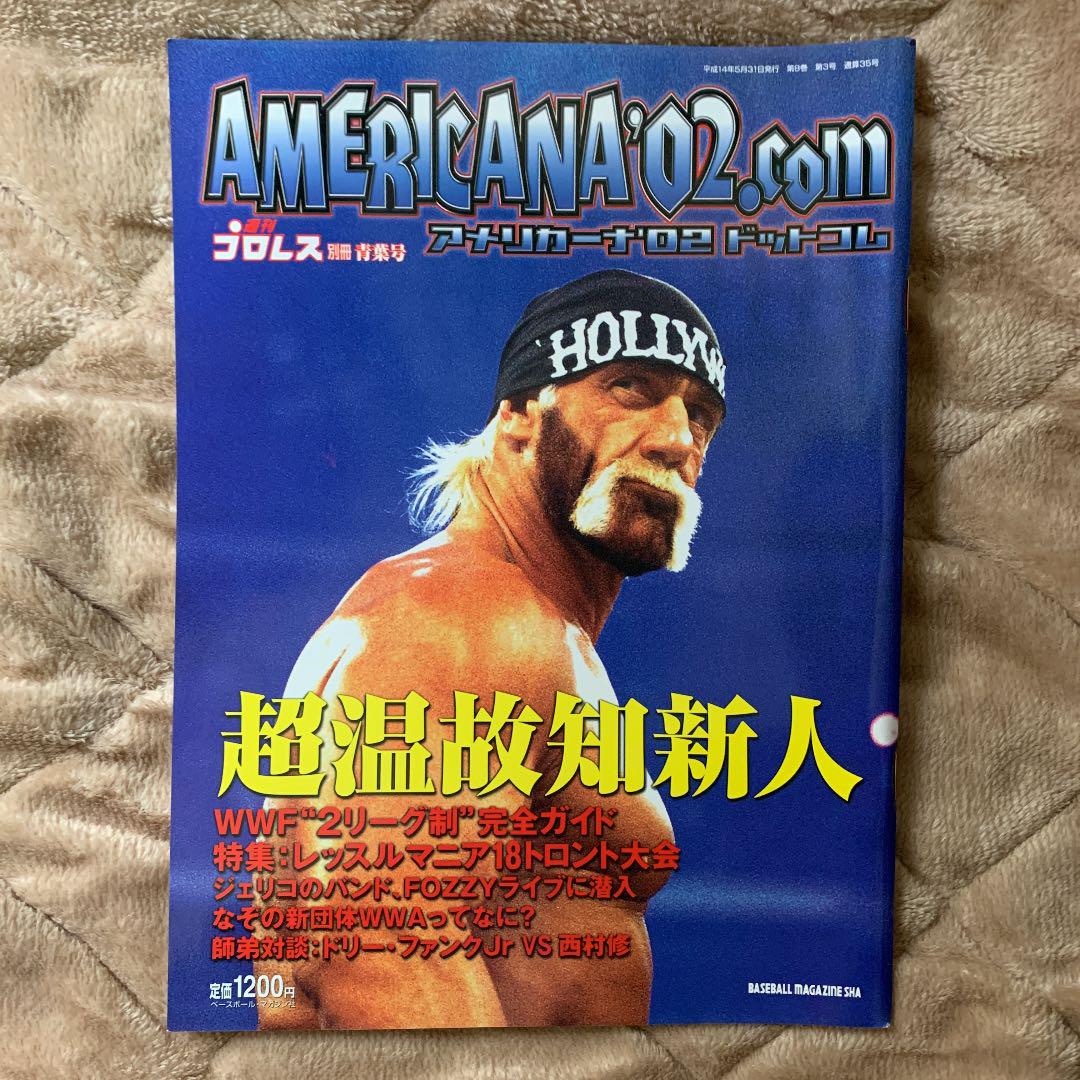 平成14年5月31日発行 第9巻 第3号 通算35号
AMERICANA'02.com
週刊プロレス 別冊 青葉号
アメリカーナ'02 ドットコム
HOLLYW
超温故知新人
WWF“2リーグ制”完全ガイド
特集:レッスルマニア18トロント大会
ジェリコのバンド、FOZZYライブに潜入
なぞの新団体WWAってなに?
師弟対談:ドリー・ファンクJr VS 西村修
定価1200円
ベースボール・マガジン社
BASEBALL MAGAZINE SHA